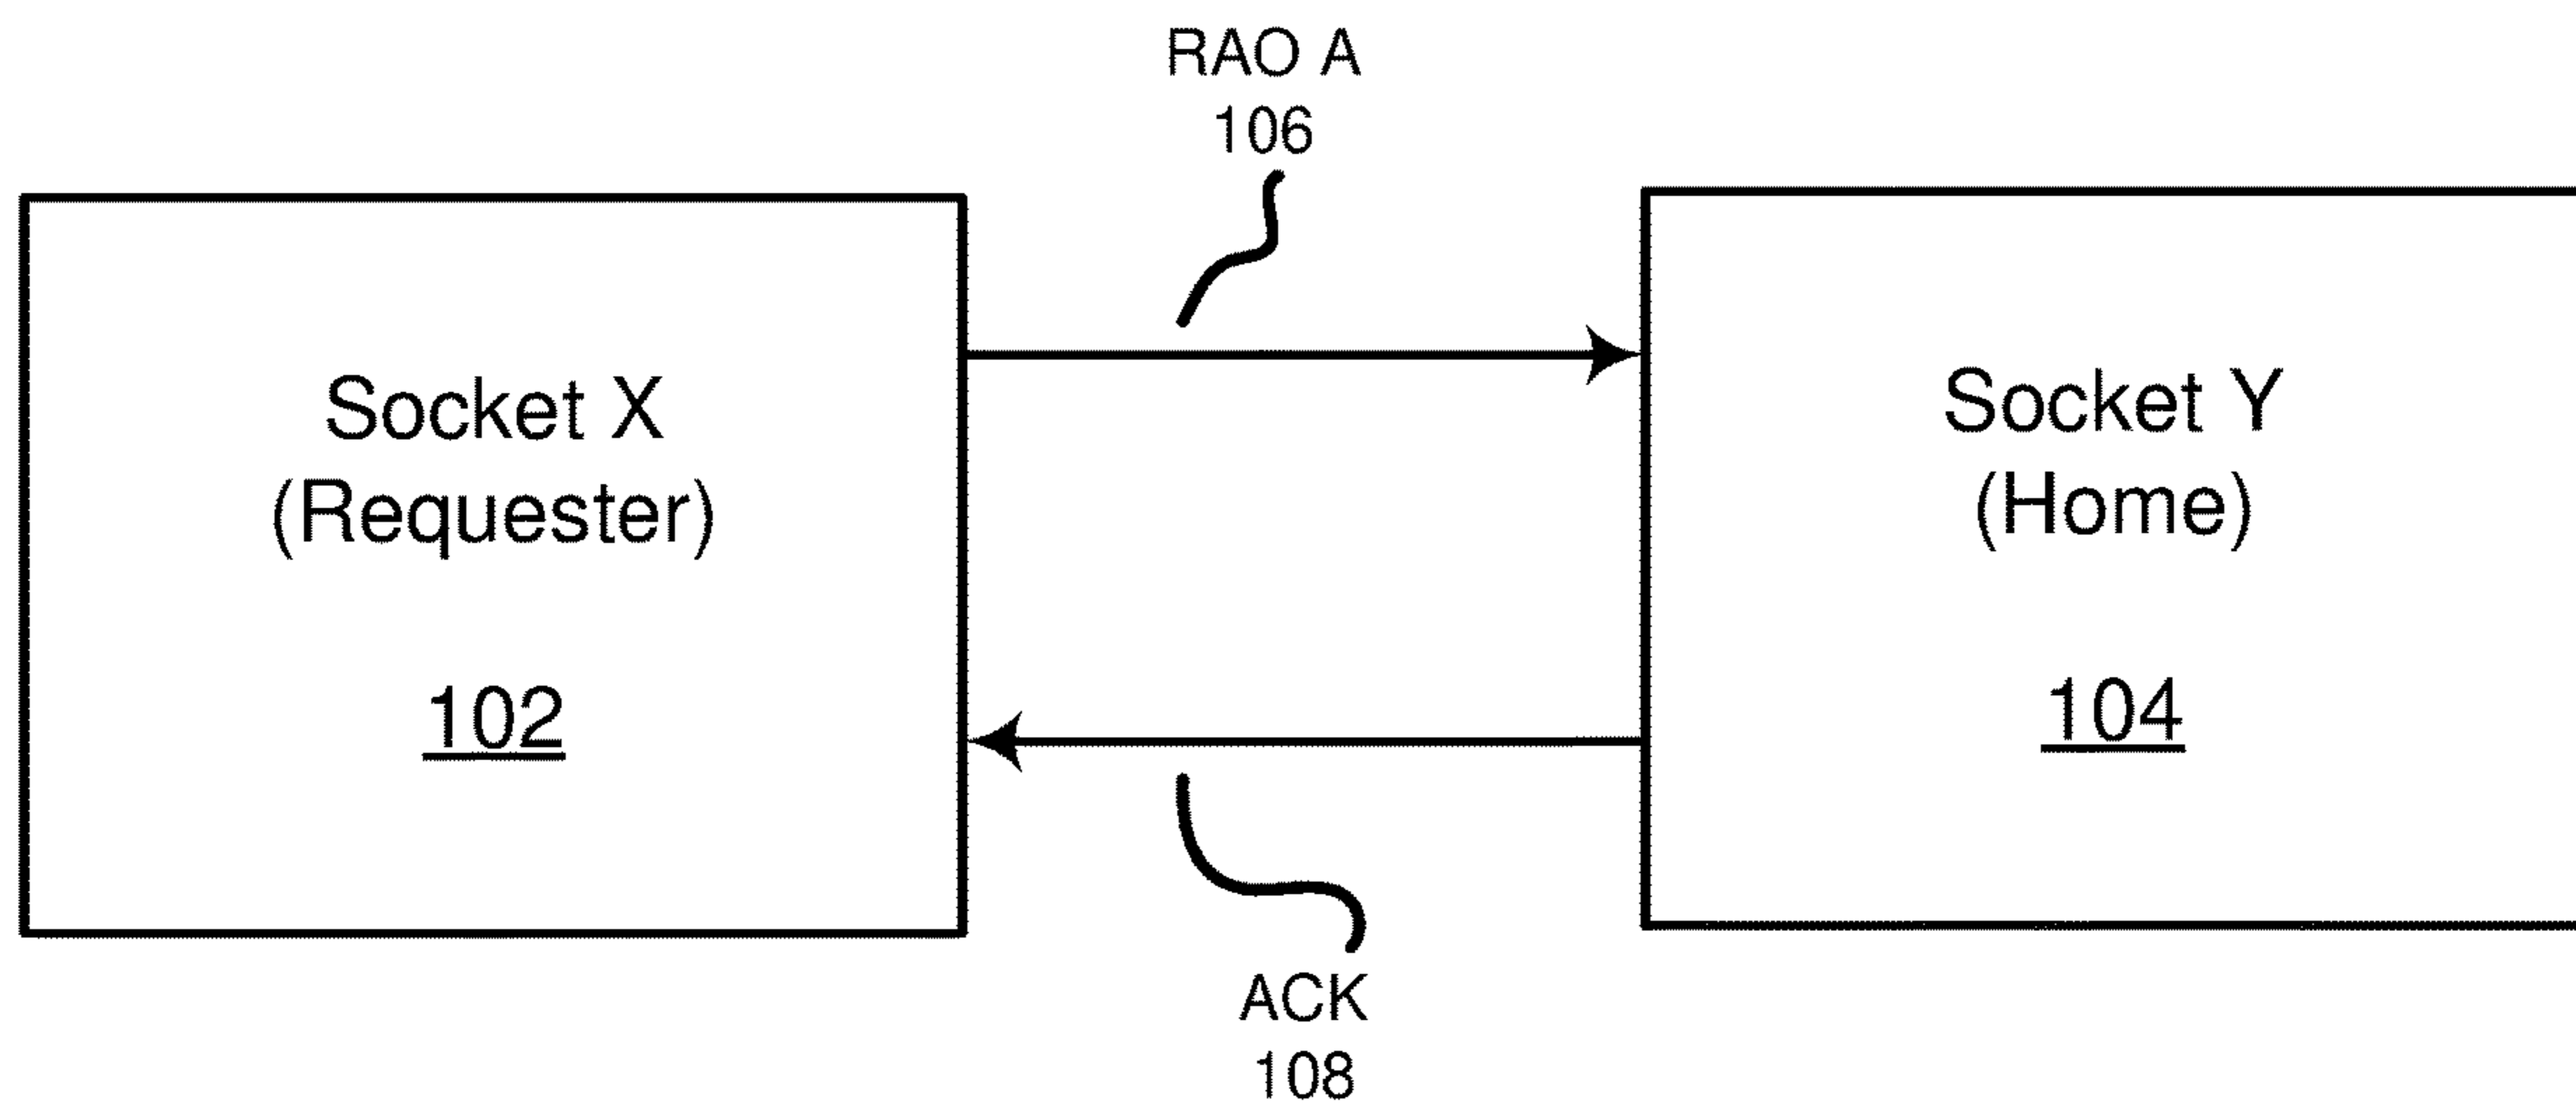 RAO A
106
Socket X
(Requester)
102
Socket Y
(Home)
104
ACK
108